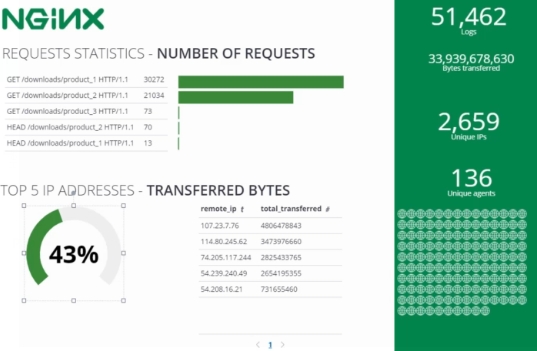 NGINX
REQUESTS STATISTICS - NUMBER OF REQUESTS
GET /downloads/product_1 HTTP/1.1 30272
GET /downloads/product_2 HTTP/1.1 21034
GET /downloads/product_3 HTTP/1.1 73
HEAD /downloads/product_2 HTTP/1.1 70
HEAD /downloads/product_1 HTTP/1.1 13
TOP 5 IP ADDRESSES - TRANSFERRED BYTES
43%
remote_ip total_transferred #
107.23.7.76 4806478843
114.80.245.62 3473976660
74.205.117.244 2825433765
54.239.240.49 2654195355
54.208.16.21 731655460
< 1 >
51,462
Logs
33,939,678,630
Bytes transferred
2,659
Unique IPs
136
Unique agents